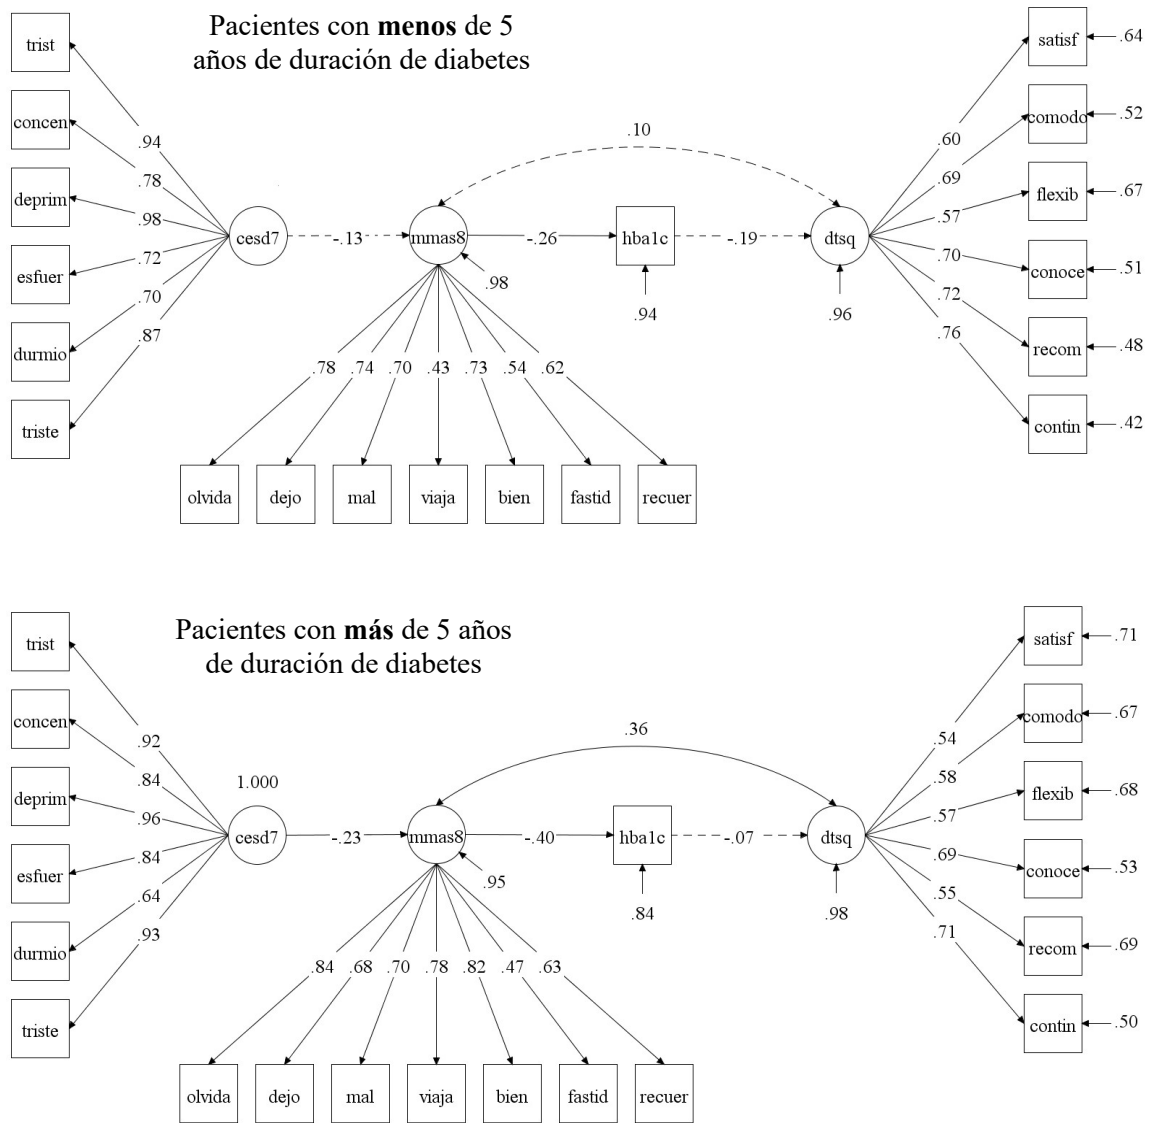 Pacientes con menos de 5
años de duración de diabetes
trist
concen
deprim
esfuer
durmio
triste
.94
.78
.98
.72
.70
.87
cesd7
-.13
mmas8
.98
-.26
hba1c
.94
-.19
dtsq
.96
.10
.78 .74 .70 .43 .73 .54 .62
olvida dejo mal viaja bien fastid recuer
.60
.69
.57
.70
.72
.76
satisf .64
comodo .52
flexib .67
conoce .51
recom .48
contin .42
Pacientes con más de 5 años
de duración de diabetes
trist
concen
deprim
esfuer
durmio
triste
.92
.84
.96
.84
.64
.93
1.000
cesd7
-.23
mmas8
.95
-.40
hba1c
.84
-.07
dtsq
.98
.36
.84 .68 .70 .78 .82 .47 .63
olvida dejo mal viaja bien fastid recuer
.54
.58
.57
.69
.55
.71
satisf .71
comodo .67
flexib .68
conoce .53
recom .69
contin .50